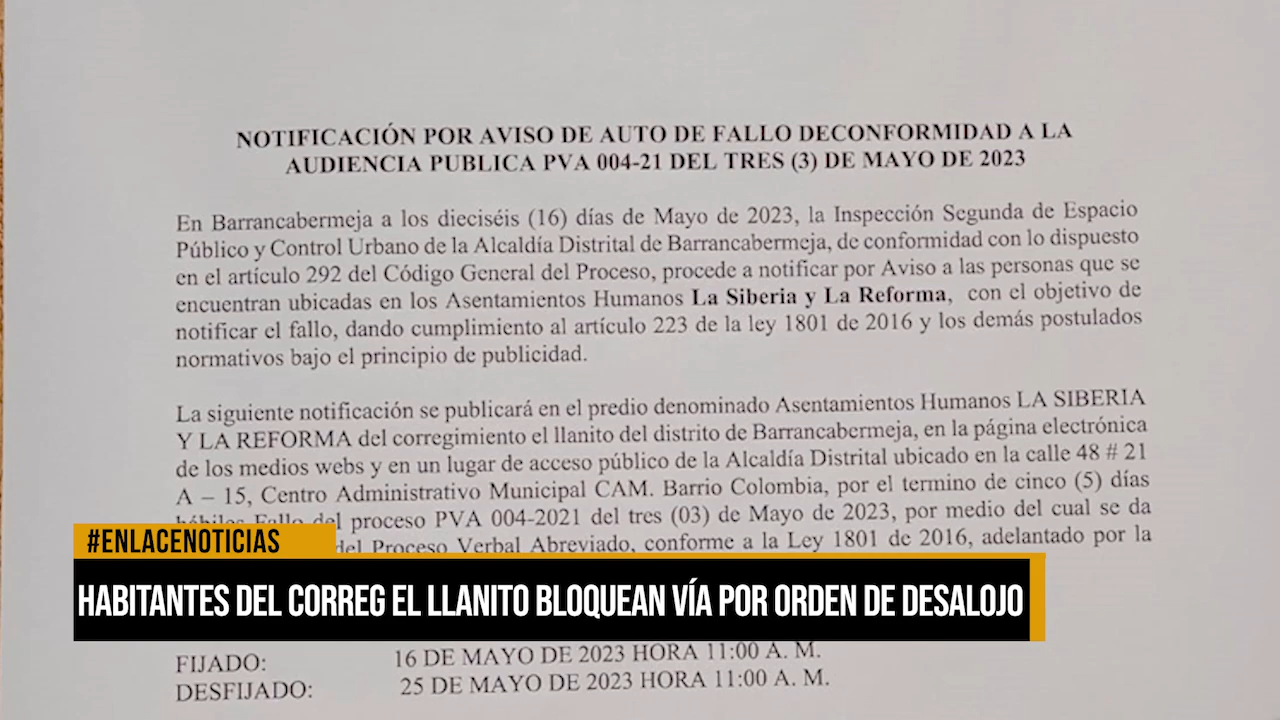 NOTIFICACIÓN POR AVISO DE AUTO DE FALLO DECONFORMIDAD A LA
AUDIENCIA PUBLICA PVA 004-21 DEL TRES (3) DE MAYO DE 2023
En Barrancabermeja a los dieciséis (16) días de Mayo de 2023, la Inspección Segunda de Espacio
Público y Control Urbano de la Alcaldía Distrital de Barrancabermeja, de conformidad con lo dispuesto
en el artículo 292 del Código General del Proceso, procede a notificar por Aviso a las personas que se
encuentran ubicadas en los Asentamientos Humanos La Siberia y La Reforma, con el objetivo de
notificar el fallo, dando cumplimiento al artículo 223 de la ley 1801 de 2016 y los demás postulados
normativos bajo el principio de publicidad.
La siguiente notificación se publicará en el predio denominado Asentamientos Humanos LA SIBERIA
Y LA REFORMA del corregimiento el llanito del distrito de Barrancabermeja, en la página electrónica
de los medios webs y en un lugar de acceso público de la Alcaldía Distrital ubicado en la calle 48 # 21
A – 15, Centro Administrativo Municipal CAM. Barrio Colombia, por el termino de cinco (5) días
hábiles Fallo del proceso PVA 004-2021 del tres (03) de Mayo de 2023, por medio del cual se da
del Proceso Verbal Abreviado, conforme a la Ley 1801 de 2016, adelantado por la
#ENLACENOTICIAS
HABITANTES DEL CORREG EL LLANITO BLOQUEAN VÍA POR ORDEN DE DESALOJO
FIJADO: 16 DE MAYO DE 2023 HORA 11:00 A. M.
DESFIJADO: 25 DE MAYO DE 2023 HORA 11:00 A. M.